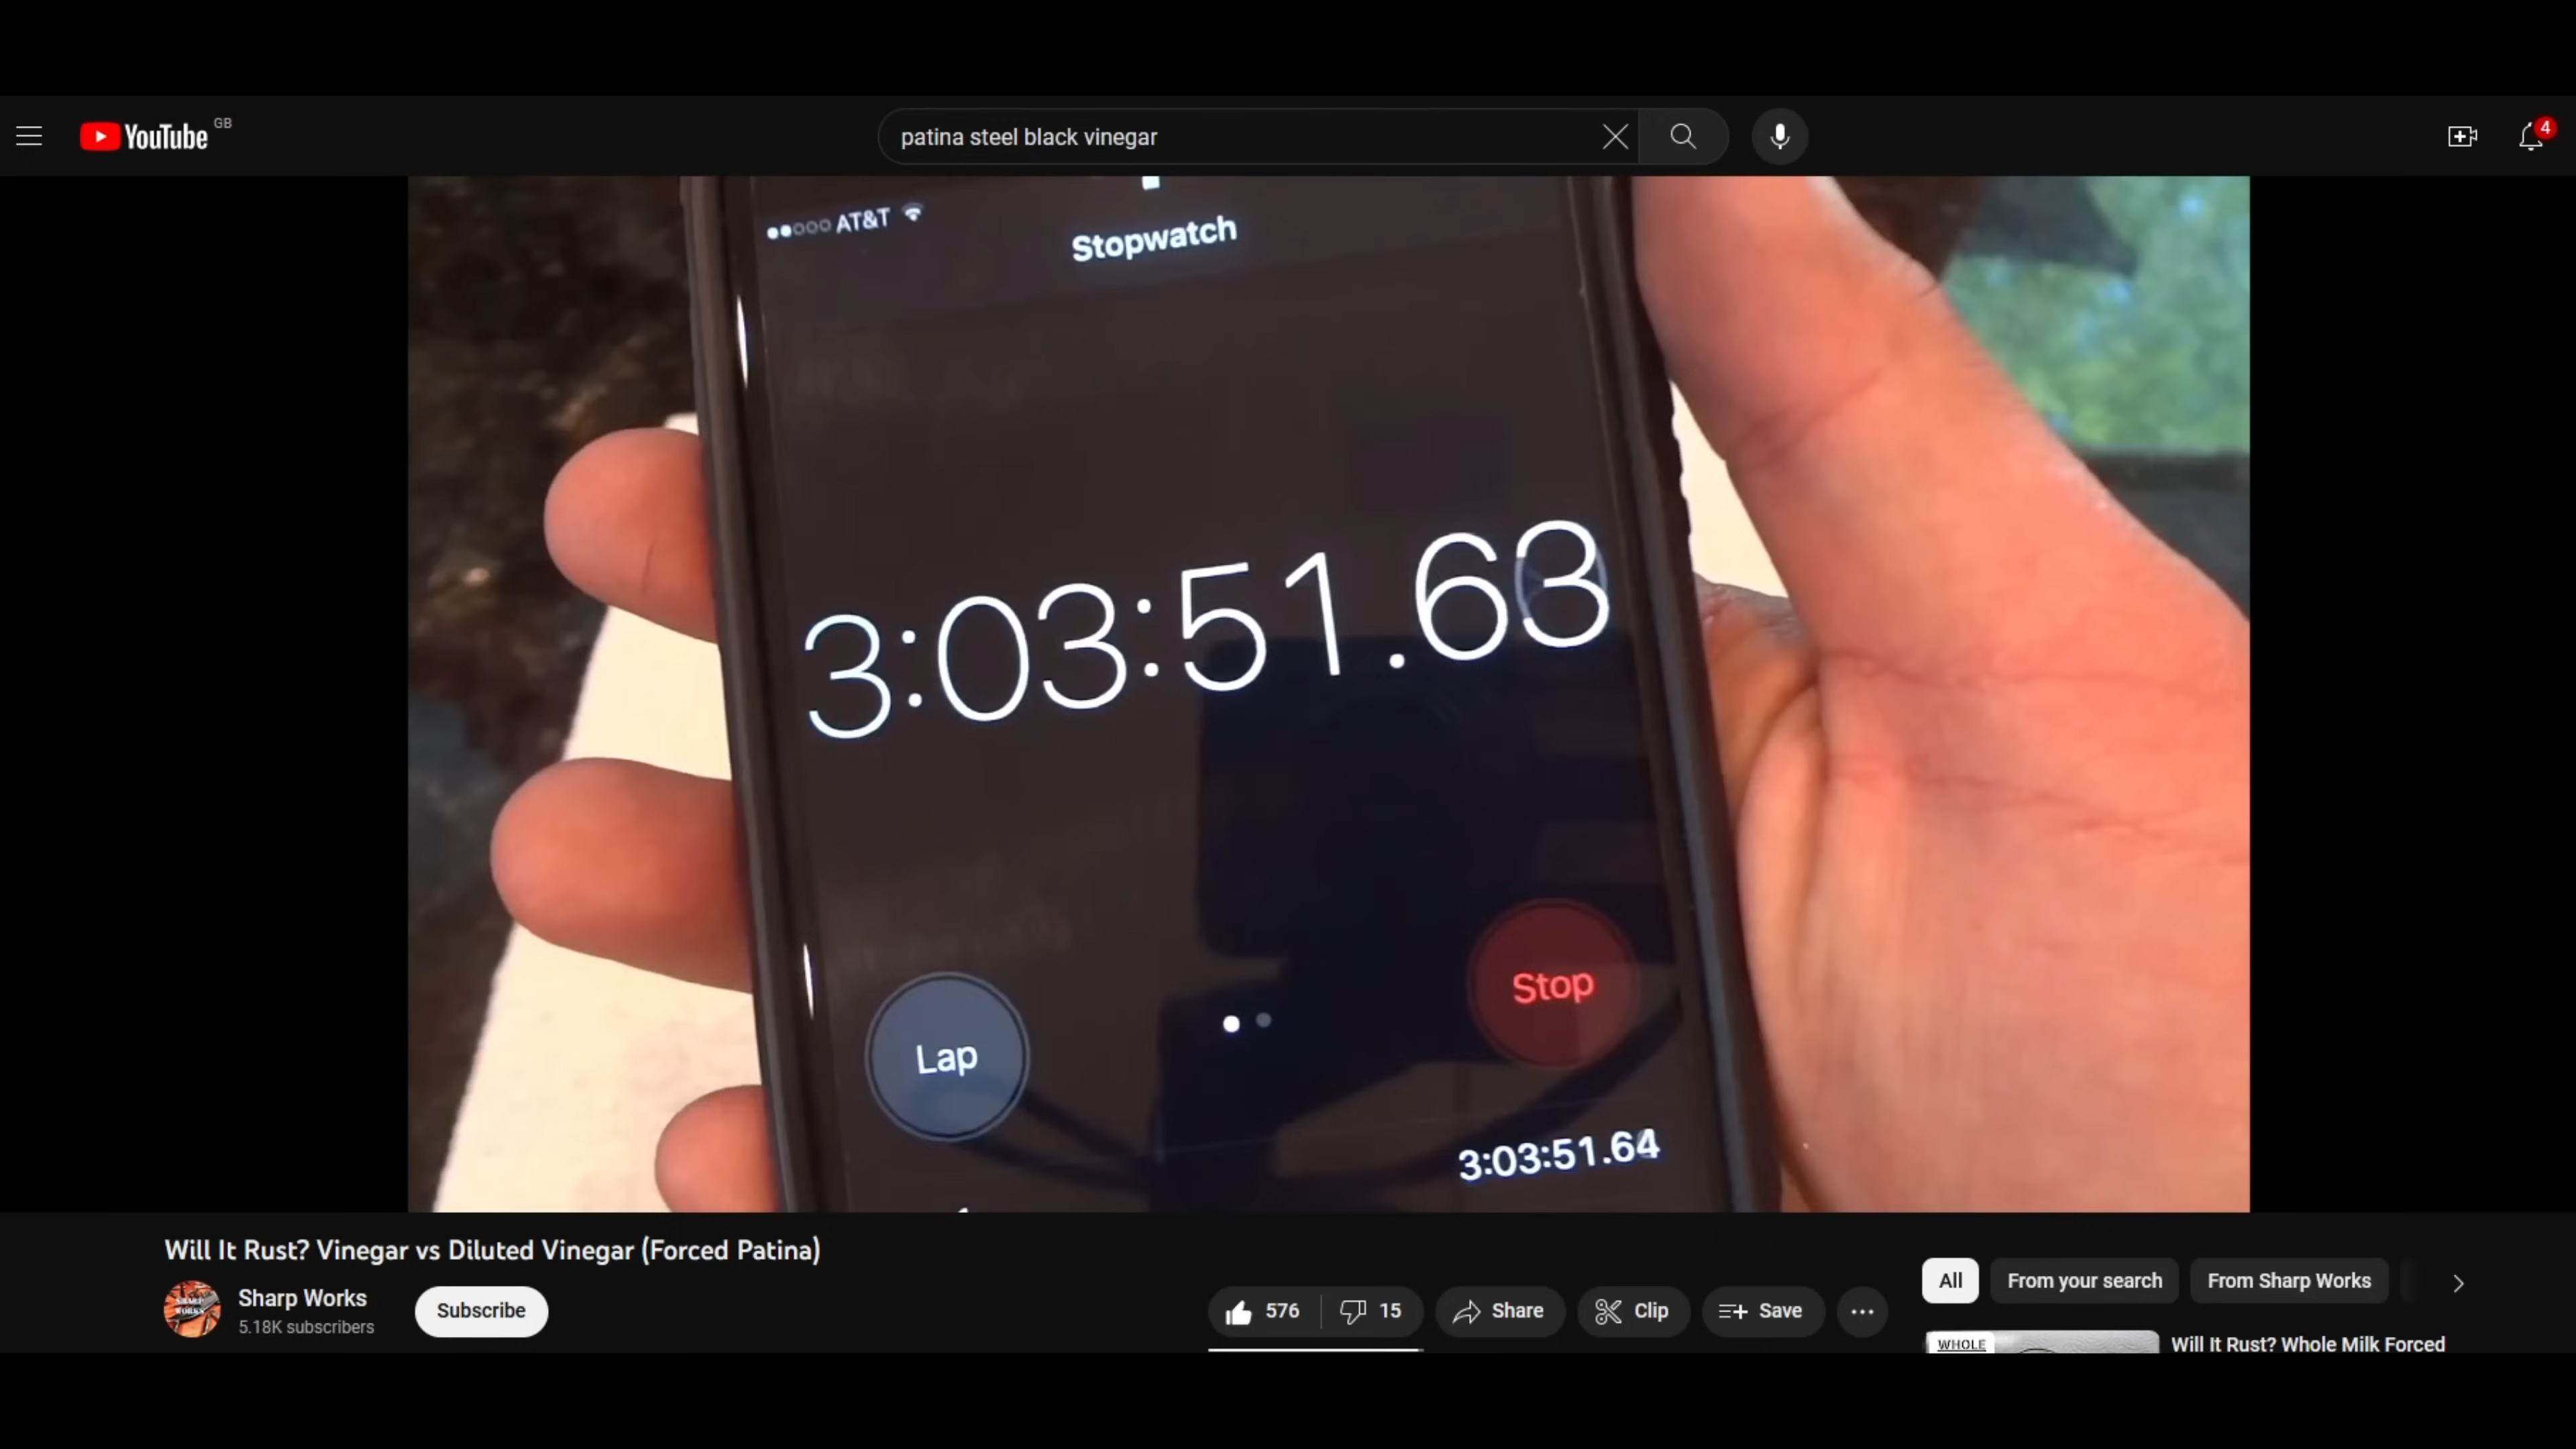 YouTube GB
patina steel black vinegar
4
AT&T
Stopwatch
3:03:51.63
Lap
Stop
3:03:51.64
Will It Rust? Vinegar vs Diluted Vinegar (Forced Patina)
Sharp Works
5.18K subscribers
Subscribe
576
15
Share
Clip
Save
All
From your search
From Sharp Works
WHOLE
Will It Rust? Whole Milk Forced